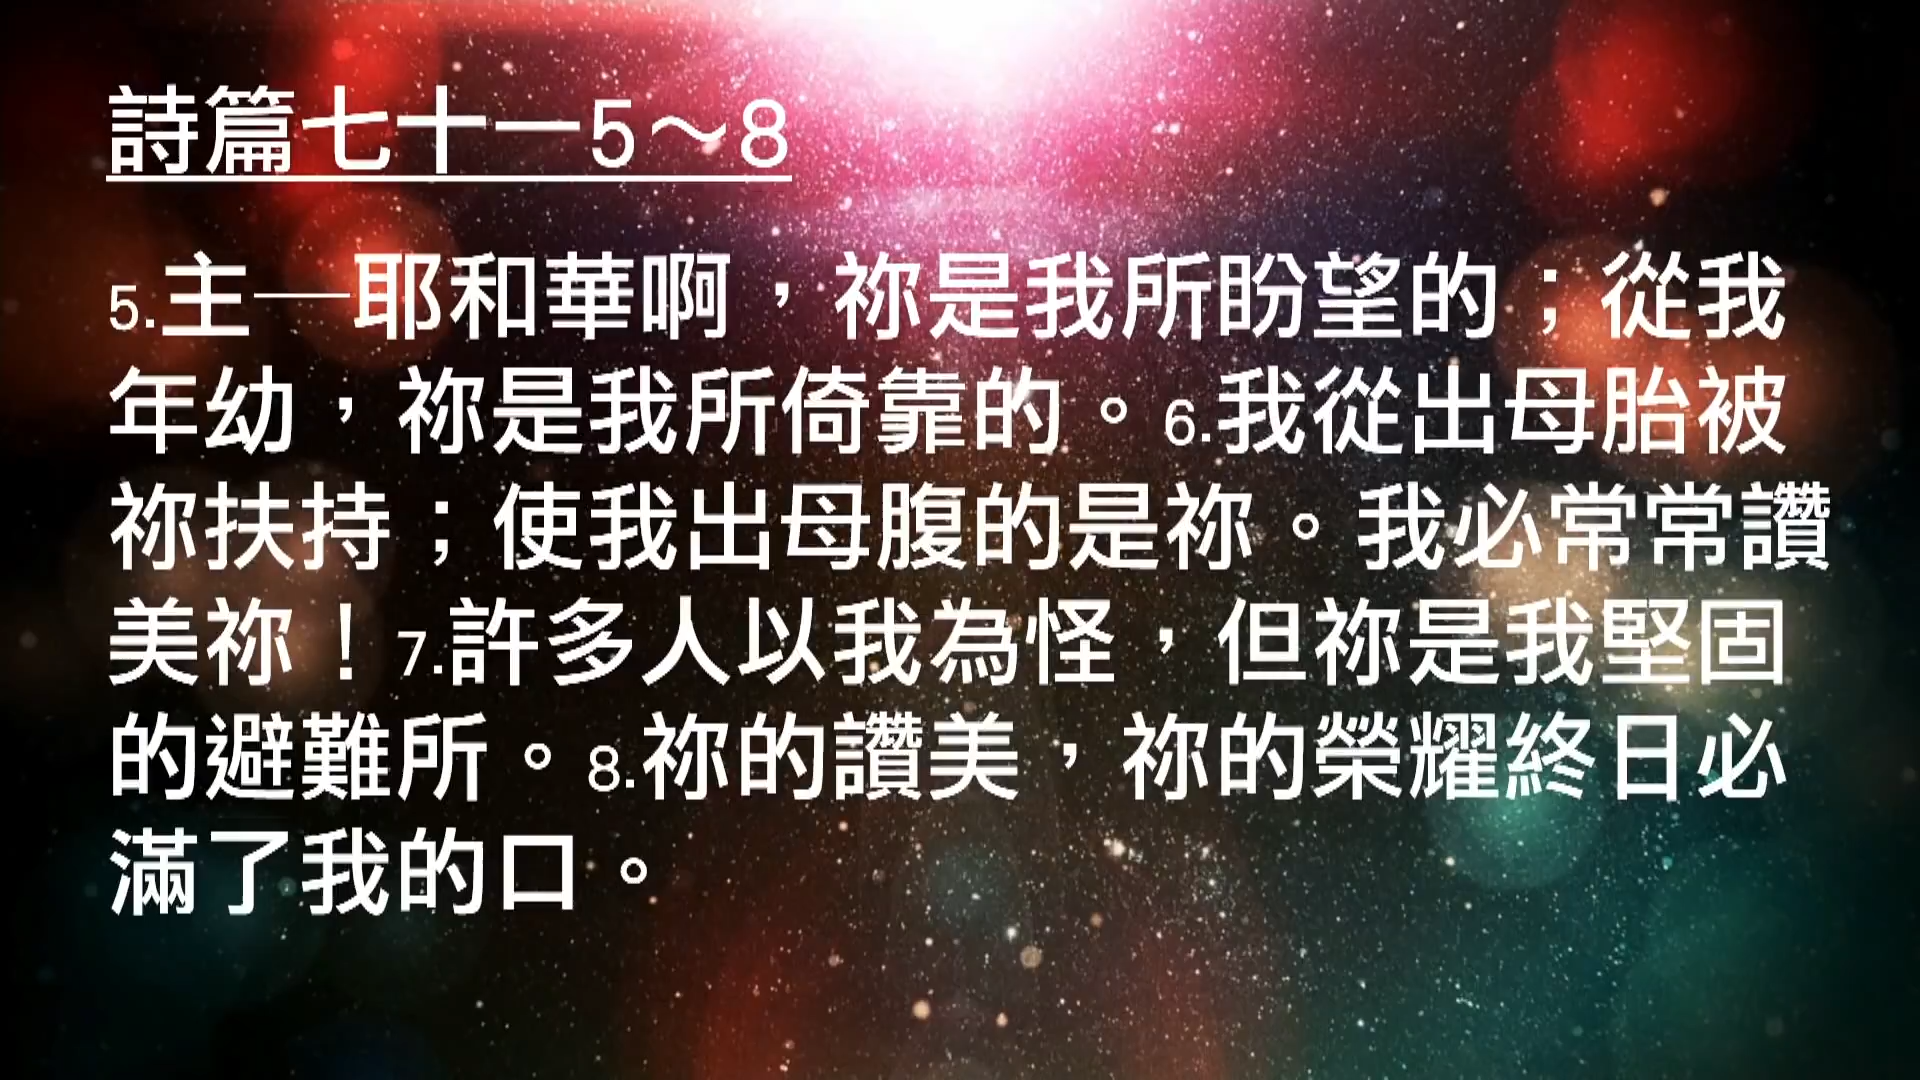 詩篇七十一5～8
5.主─耶和華啊，祢是我所盼望的；從我
年幼，祢是我所倚靠的。6.我從出母胎被
祢扶持；使我出母腹的是祢。我必常常讚
美祢！7.許多人以我為怪，但祢是我堅固
的避難所。8.祢的讚美，祢的榮耀終日必
滿了我的口。